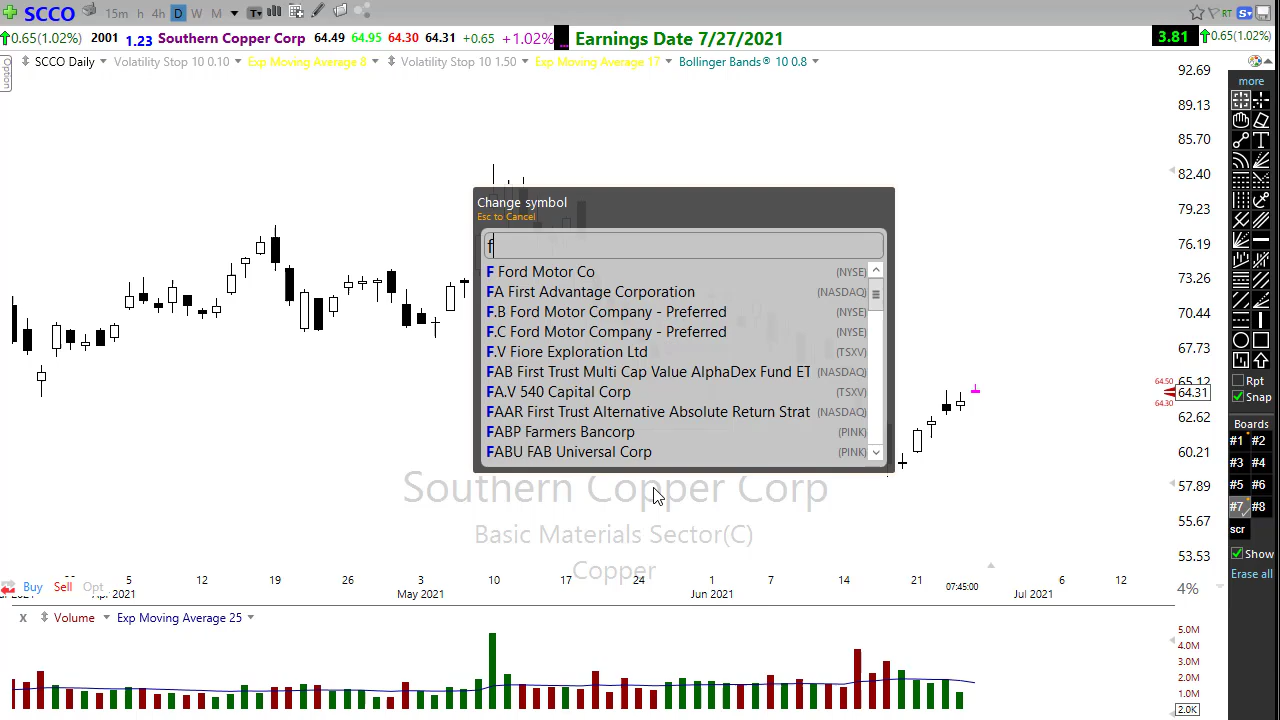 SCCO 15m h 4h D W M T RT S
0.65(1.02%) 2001 1.23 Southern Copper Corp 64.49 64.95 64.30 64.31 +0.65 +1.02% ... Earnings Date 7/27/2021 3.81 0.65(1.02%)
Option SCCO Daily Volatility Stop 10 0.10 Exp Moving Average 8 Volatility Stop 10 1.50 Exp Moving Average 17 Bollinger Bands® 10 0.8
92.69
89.13
85.70
82.40
79.23
76.19
73.26
70.44
67.73
65.12
64.50
64.31
64.30
62.62
60.21
57.89
55.67
53.53
more
T
Rpt
Snap
Boards
#1 #2
#3 #4
#5 #6
#7 #8
scr
Show
Erase all
Change symbol
Esc to Cancel
f
F Ford Motor Co (NYSE)
FA First Advantage Corporation (NASDAQ)
F.B Ford Motor Company - Preferred (NYSE)
F.C Ford Motor Company - Preferred (NYSE)
F.V Fiore Exploration Ltd (TSXV)
FAB First Trust Multi Cap Value AlphaDex Fund ET (NASDAQ)
FA.V 540 Capital Corp (TSXV)
FAAR First Trust Alternative Absolute Return Strat (NASDAQ)
FABP Farmers Bancorp (PINK)
FABU FAB Universal Corp (PINK)
Southern Copper Corp
Basic Materials Sector(C)
Copper
5 12 19 26 3 10 17 24 1 7 14 21 6 12
Buy Sell Opt 07:45:00 4%
Apr 2021 May 2021 Jun 2021 Jul 2021
X Volume Exp Moving Average 25
5.0M
4.0M
3.0M
2.0M
1.0M
2.0K